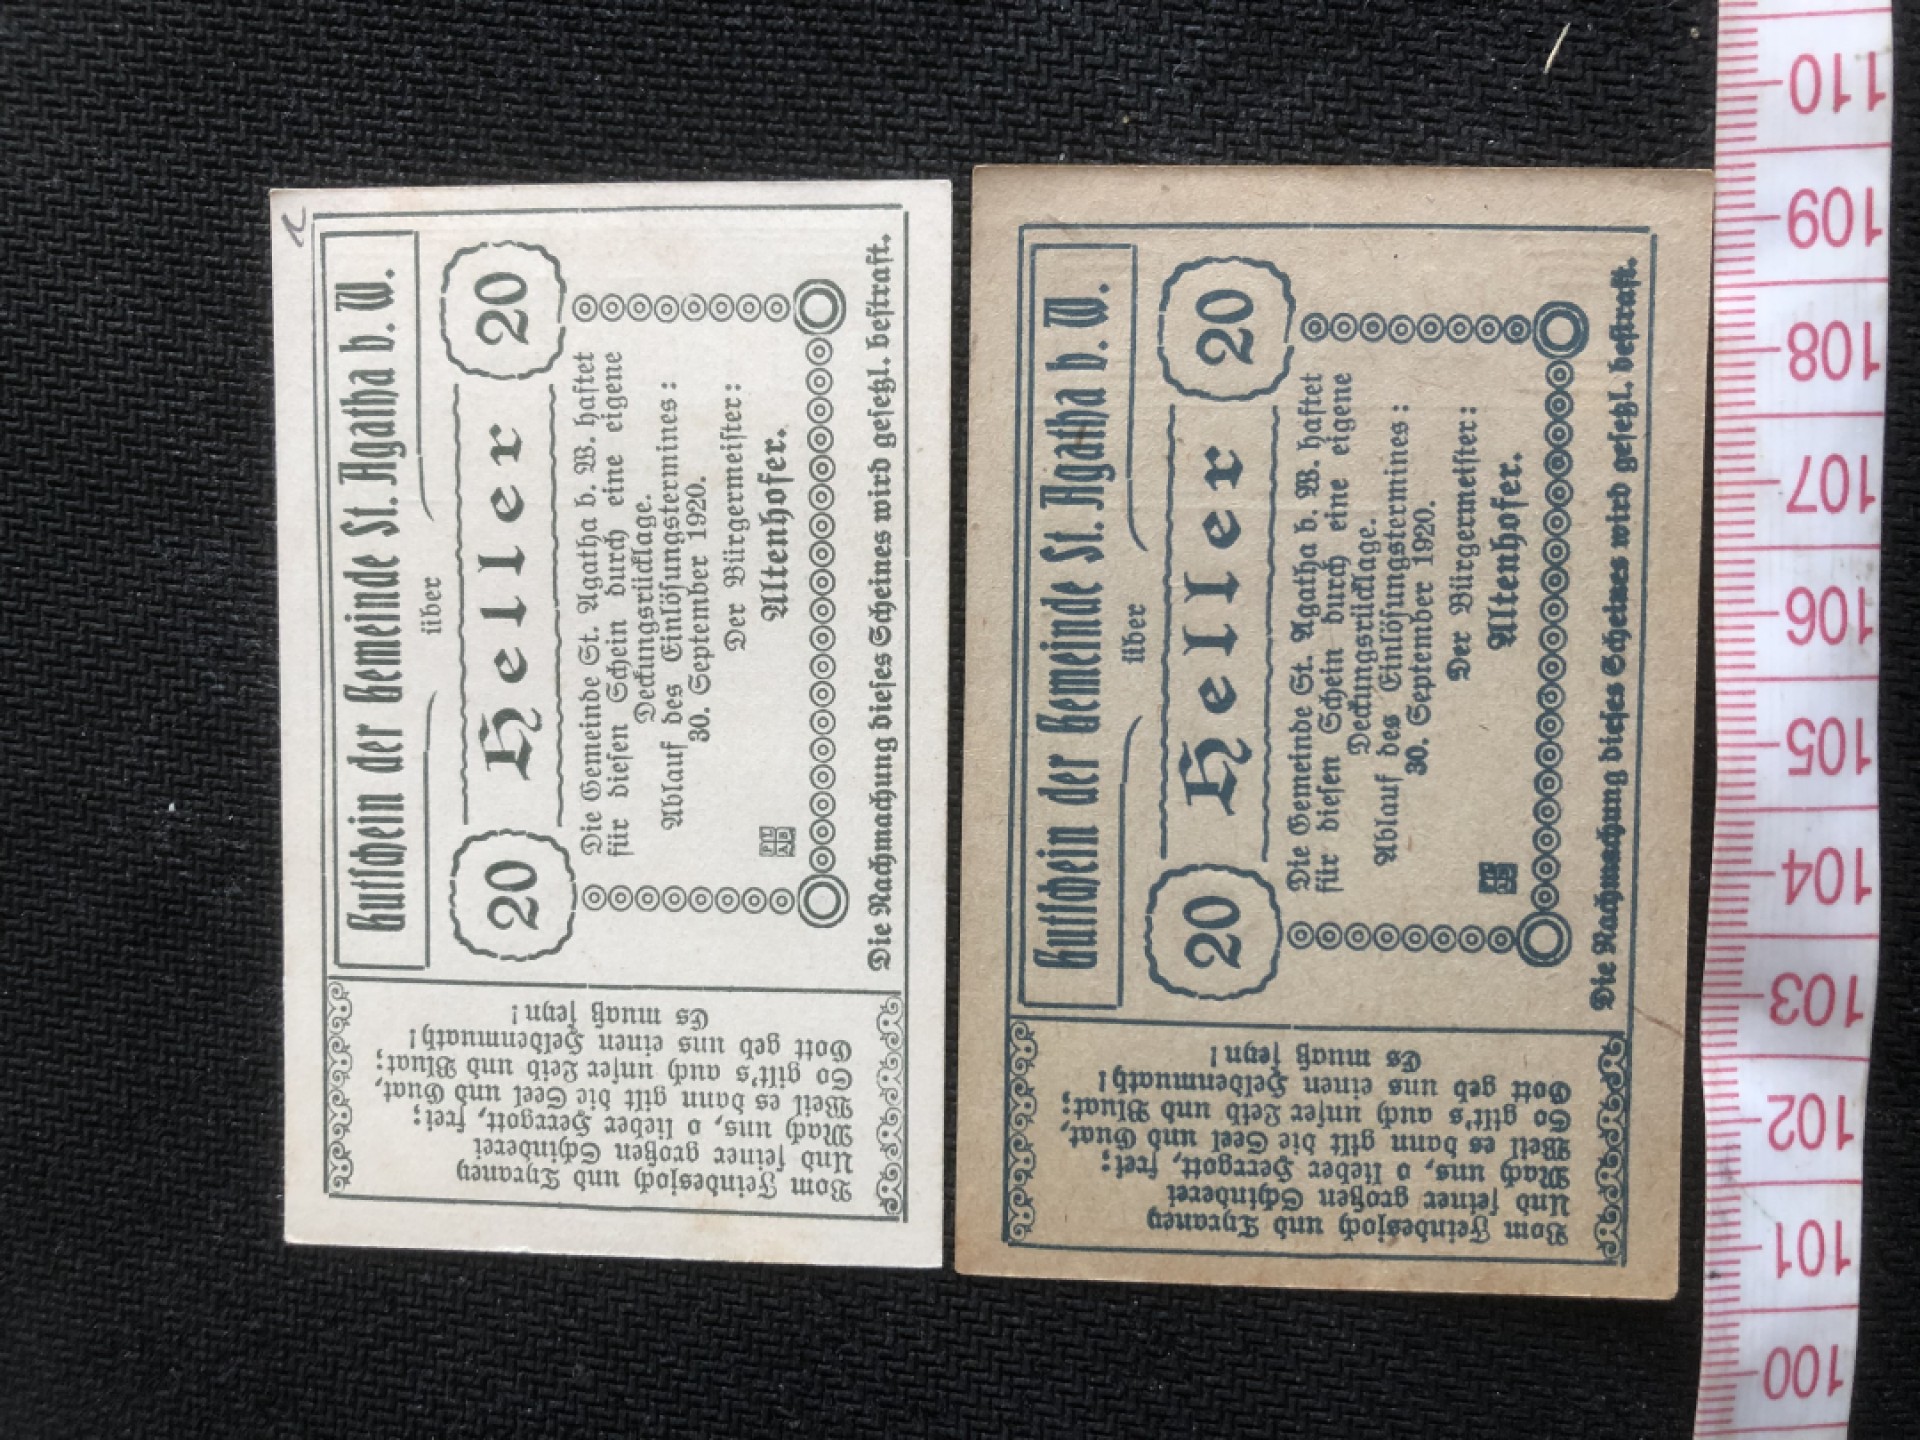 Gutschein der Gemeinde St. Agatha b. W.
über
20 Heller 20
Die Gemeinde St. Agatha b. W. haftet
für diesen Schein durch eine eigene
Deckungsrücklage.
Ablauf des Einlösungstermines:
30. September 1920.
Der Bürgermeister:
Altenhofer.
Die Nachmachung dieses Scheines wird gesetzl. bestraft.
Vom Feindesjoch und Tyraney
Und seiner großen Schinderei
Mach uns, o lieber Herrgott, frei;
Weil es dann gilt die Seel und Guat,
So gilt's auch unser Leib und Bluat;
Gott geb uns einen Heldenmuath!
Es muaß seyn!
Gutschein der Gemeinde St. Agatha b. W.
über
20 Heller 20
Die Gemeinde St. Agatha b. W. haftet
für diesen Schein durch eine eigene
Deckungsrücklage.
Ablauf des Einlösungstermines:
30. September 1920.
Der Bürgermeister:
Altenhofer.
Die Nachmachung dieses Scheines wird gesetzl. bestraft.
Vom Feindesjoch und Tyraney
Und seiner großen Schinderei
Mach uns, o lieber Herrgott, frei;
Weil es dann gilt die Seel und Guat,
So gilt's auch unser Leib und Bluat;
Gott geb uns einen Heldenmuath!
Es muaß seyn!
110
109
108
107
106
105
104
103
102
101
100